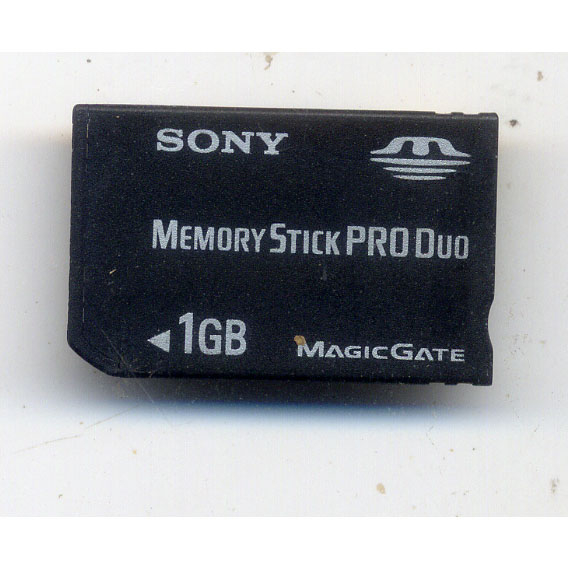 SONY
MEMORY STICK PRO DUO
1GB
MAGICGATE